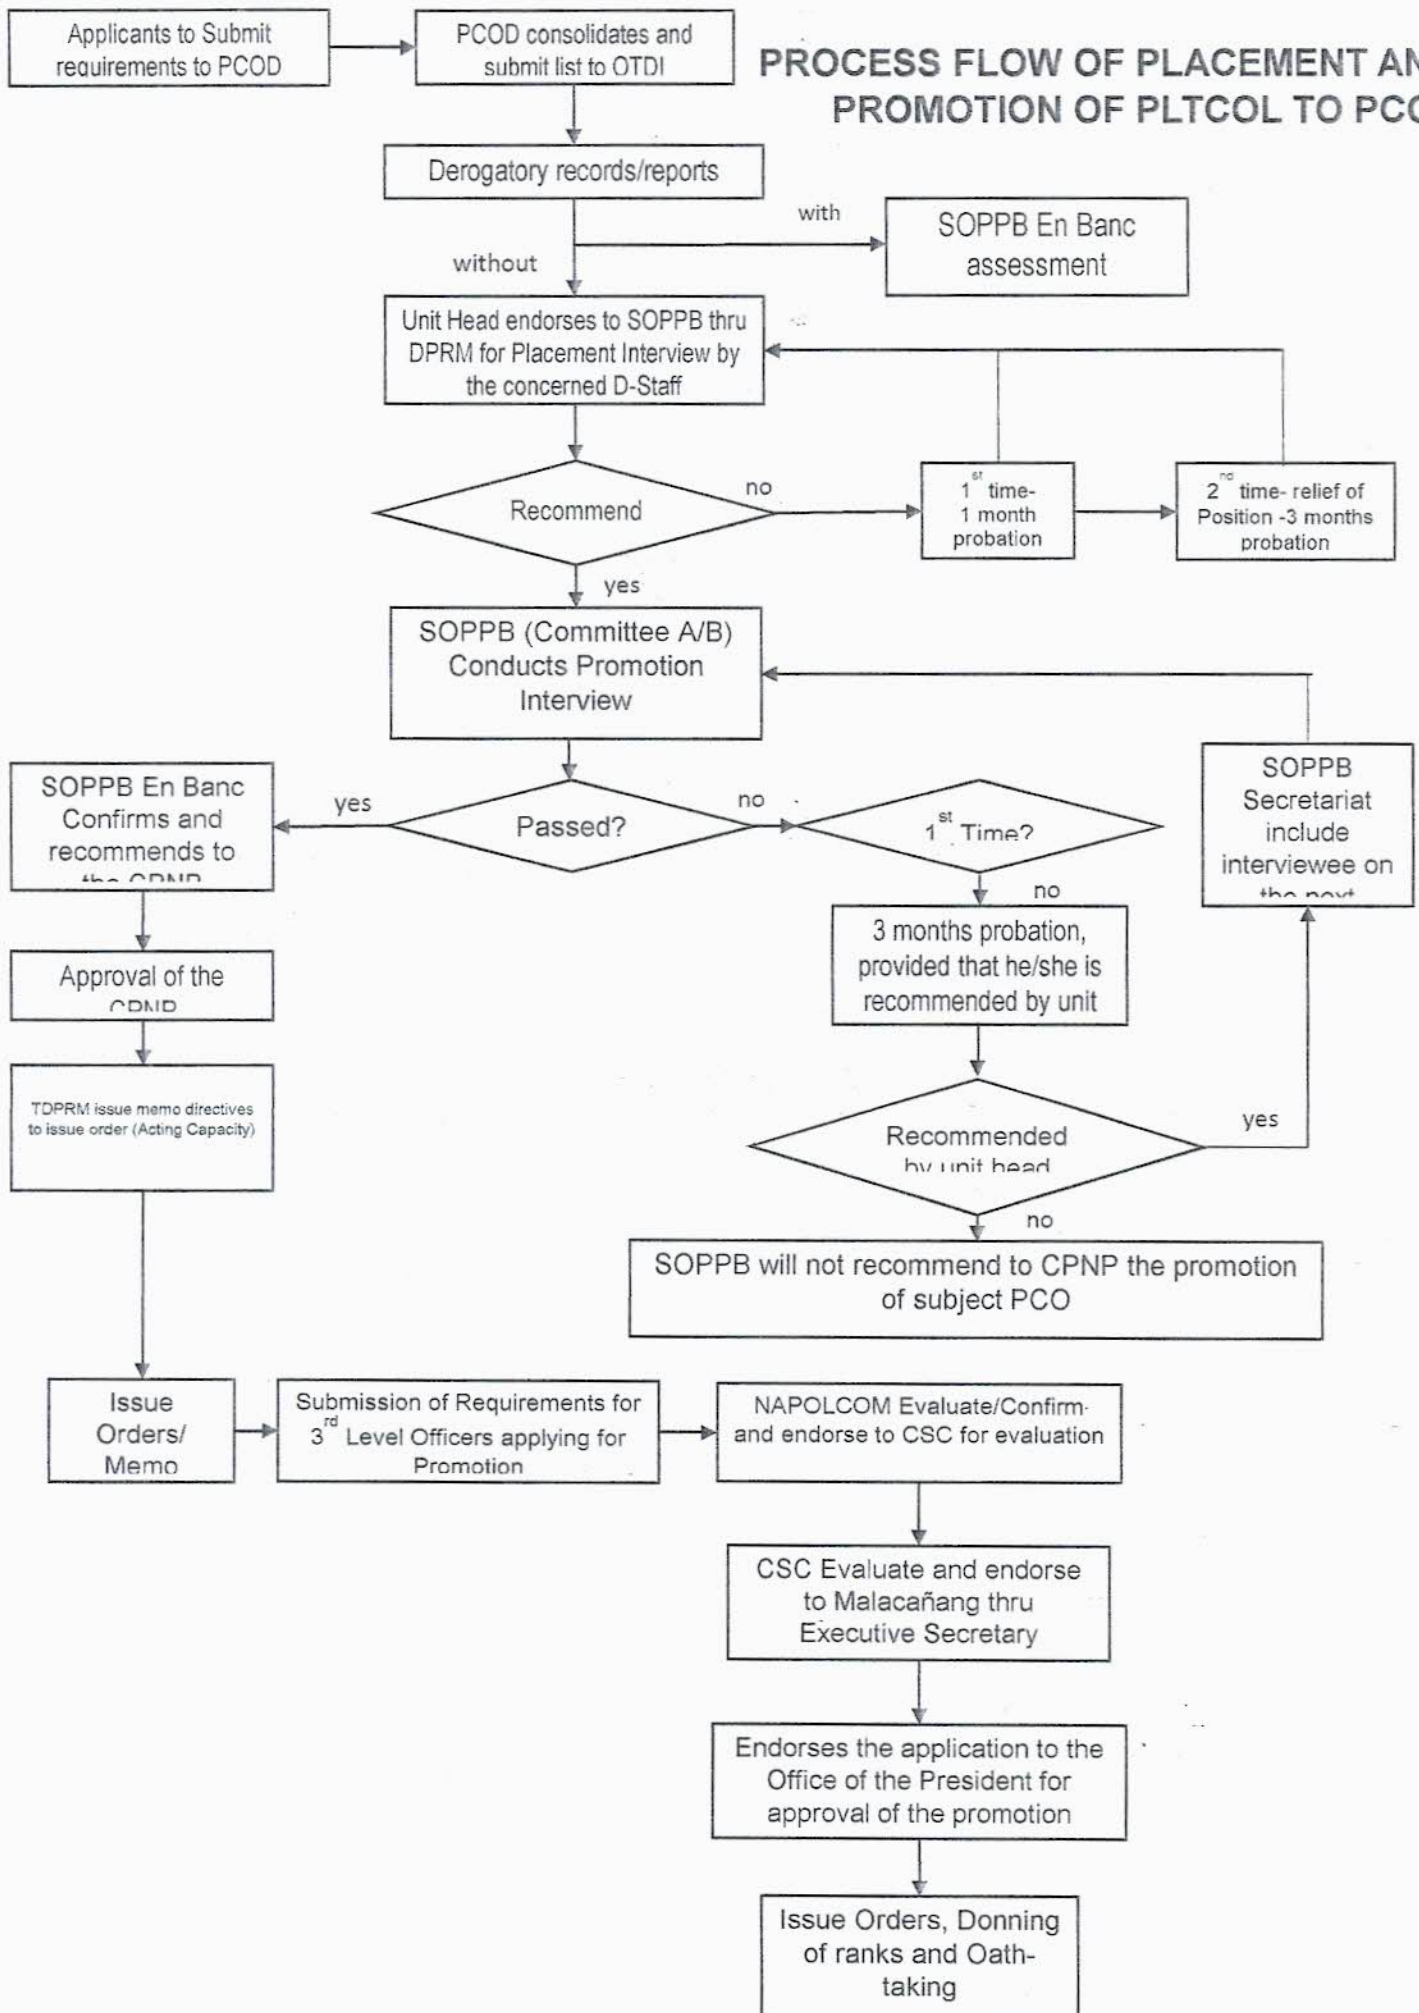 Applicants to Submit
requirements to PCOD
PCOD consolidates and
submit list to OTDI
PROCESS FLOW OF PLACEMENT AN
PROMOTION OF PLTCOL TO PCO
Derogatory records/reports
with
SOPPB En Banc
assessment
without
Unit Head endorses to SOPPB thru
DPRM for Placement Interview by
the concerned D-Staff
Recommend
no
1st time-
1 month
probation
2nd time- relief of
Position -3 months
probation
yes
SOPPB (Committee A/B)
Conducts Promotion
Interview
SOPPB En Banc
Confirms and
recommends to
the CPNP
yes
Passed?
no
1st Time?
SOPPB
Secretariat
include
interviewee on
the next
no
3 months probation,
provided that he/she is
recommended by unit
Approval of the
CPNP
TDPRM issue memo directives
to issue order (Acting Capacity)
Recommended
by unit head
yes
no
SOPPB will not recommend to CPNP the promotion
of subject PCO
Issue
Orders/
Memo
Submission of Requirements for
3rd Level Officers applying for
Promotion
NAPOLCOM Evaluate/Confirm
and endorse to CSC for evaluation
CSC Evaluate and endorse
to Malacañang thru
Executive Secretary
Endorses the application to the
Office of the President for
approval of the promotion
Issue Orders, Donning
of ranks and Oath-
taking